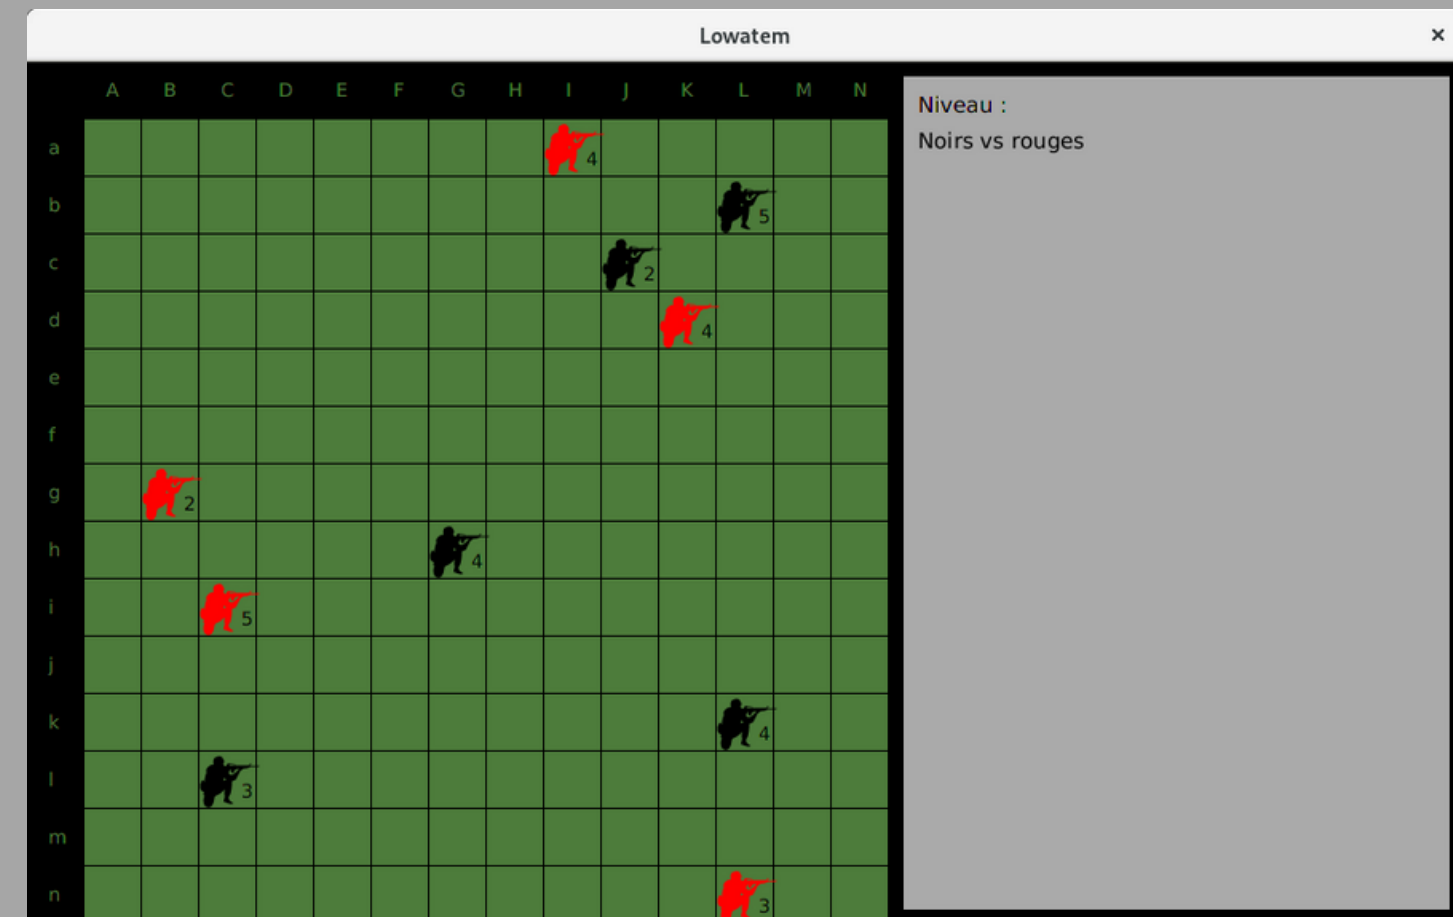 Lowatem ×
A B C D E F G H I J K L M N
a 4
b 5
c 2
d 4
e
f
g 2
h 4
i 5
j
k 4
l 3
m
n 3
Niveau :
Noirs vs rouges